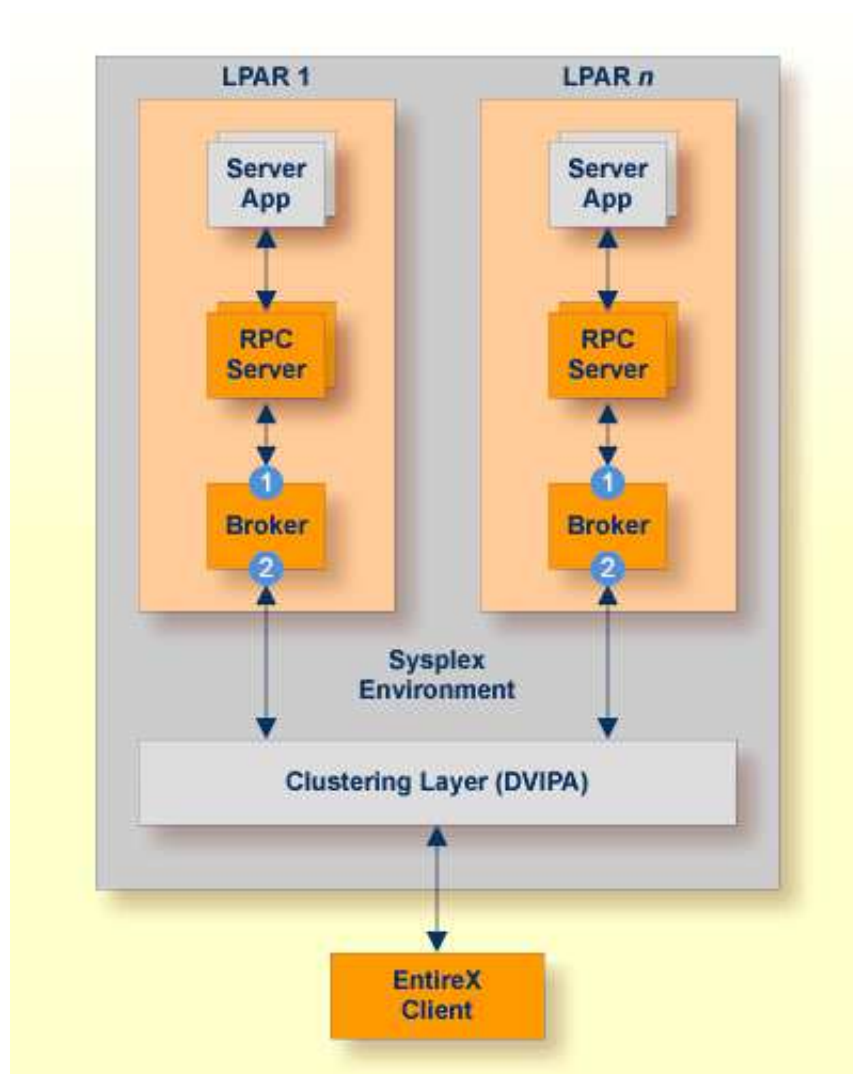 LPAR 1
LPAR n
Server
App
Server
App
RPC
Server
RPC
Server
1
1
Broker
Broker
2
2
Sysplex
Environment
Clustering Layer (DVIPA)
EntireX
Client